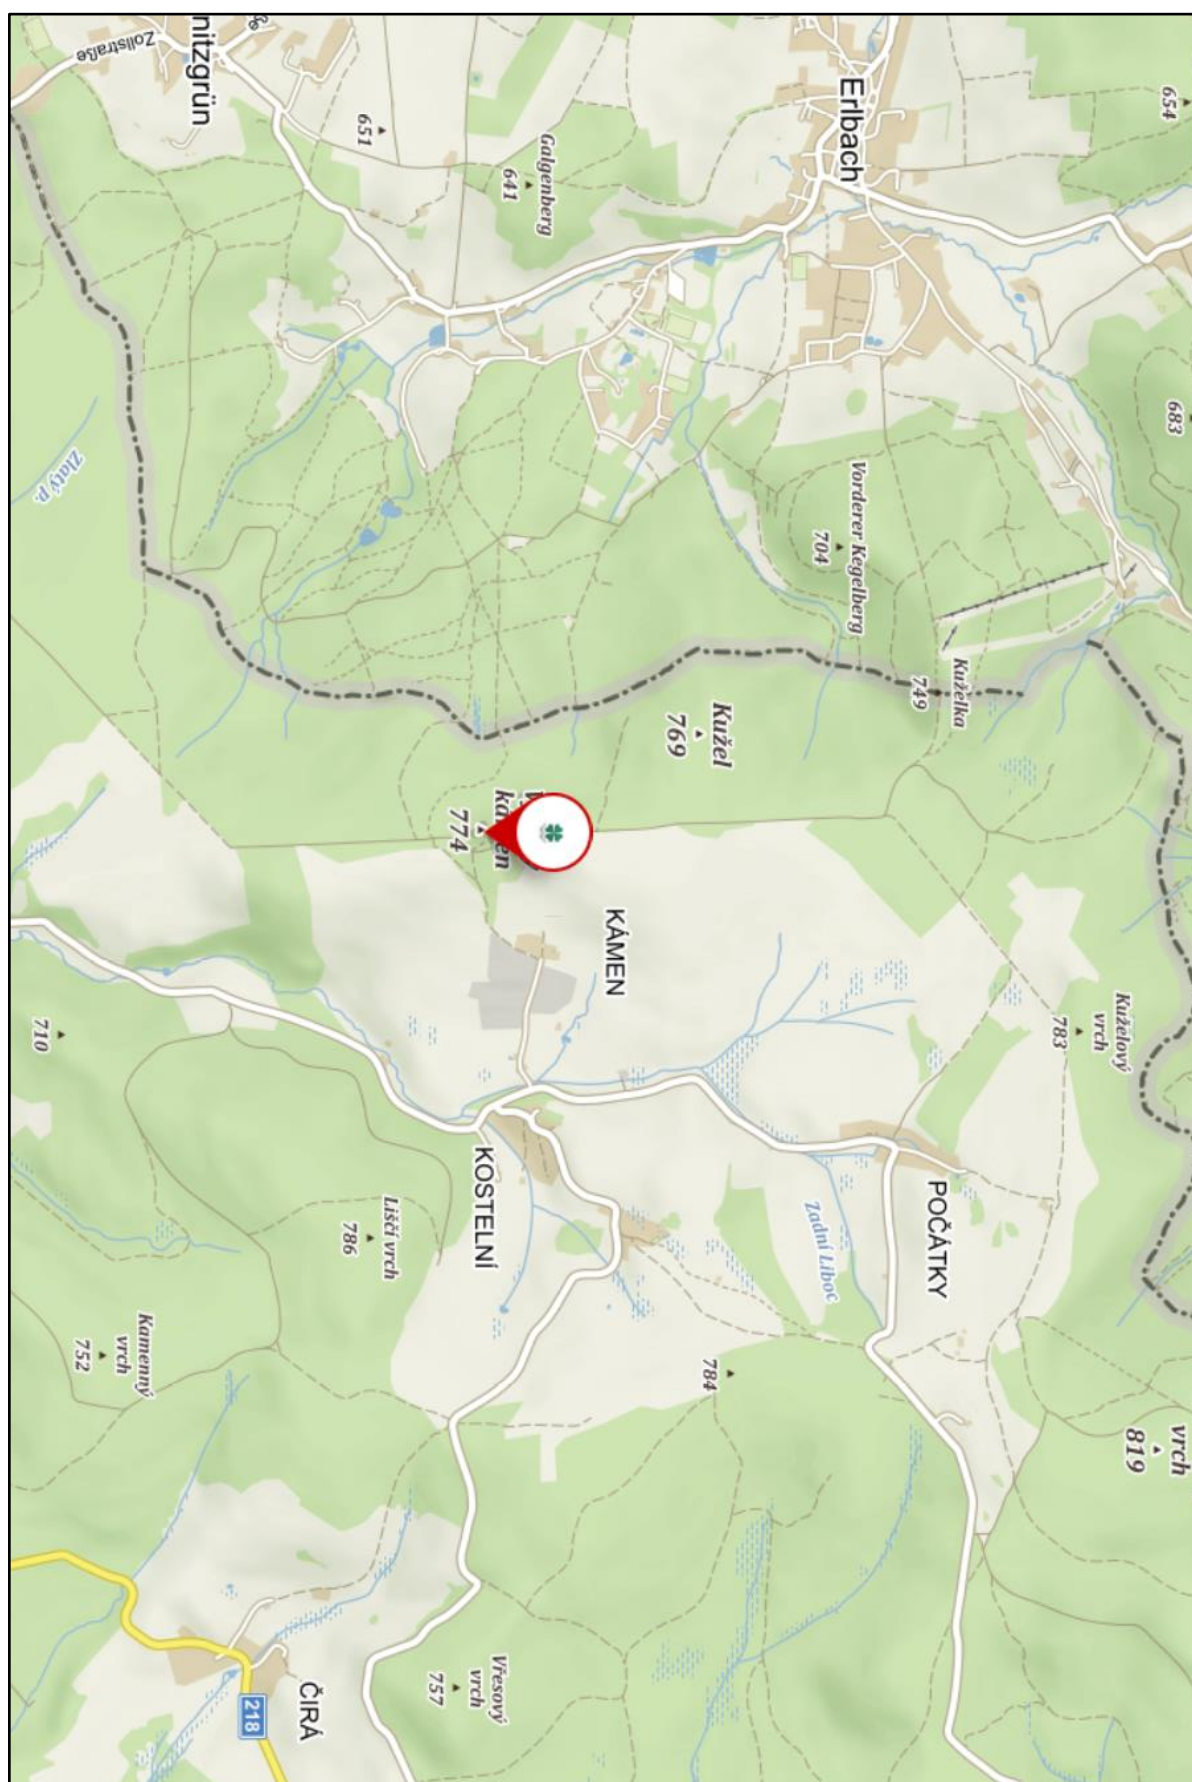 654
683
vrch
819
Kuželový
vrch
783
Kuželka
749
POČÁTKY
Vorderer Kegelberg
704
Erlbach
Zadní Liboc
Kužel
769
784
KÁMEN
Galgenberg
641
774
Vřesový
vrch
757
KOSTELNÍ
Liščí vrch
786
651
ČIRÁ
218
nitzgrün
Kamenný
vrch
752
Zollstraße
Zlatý p.
710